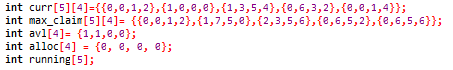 int curr[5][4]={{0,0,1,2},{1,0,0,0},{1,3,5,4},{0,6,3,2},{0,0,1,4}};
int max_claim[5][4]= {{0,0,1,2},{1,7,5,0},{2,3,5,6},{0,6,5,2},{0,6,5,6}};
int avl[4]= {1,1,0,0};
int alloc[4] = {0, 0, 0, 0};
int running[5];